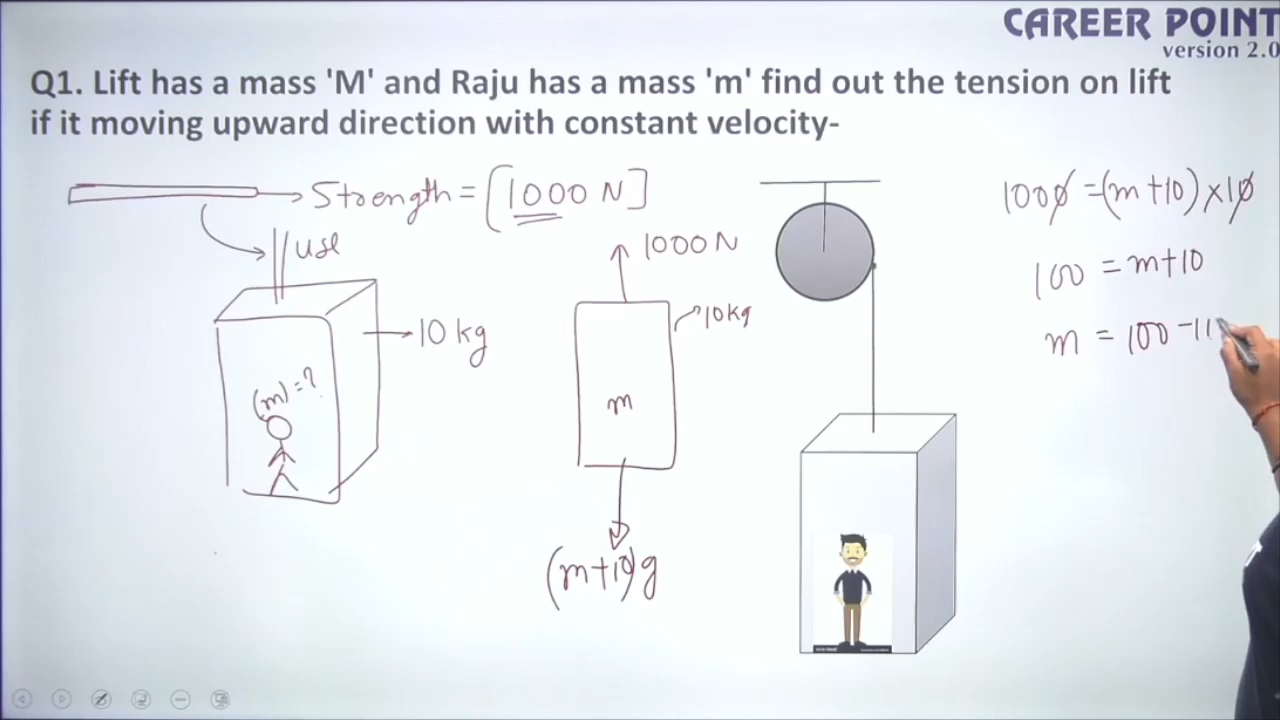 CAREER POINT
version 2.0
Q1. Lift has a mass 'M' and Raju has a mass 'm' find out the tension on lift
if it moving upward direction with constant velocity-
Strength = [1000 N]
use
10 kg
(m) = ?
1000 N
10 kg
m
(m+10)g
1000 = (m+10) × 10
100 = m+10
m = 100 -